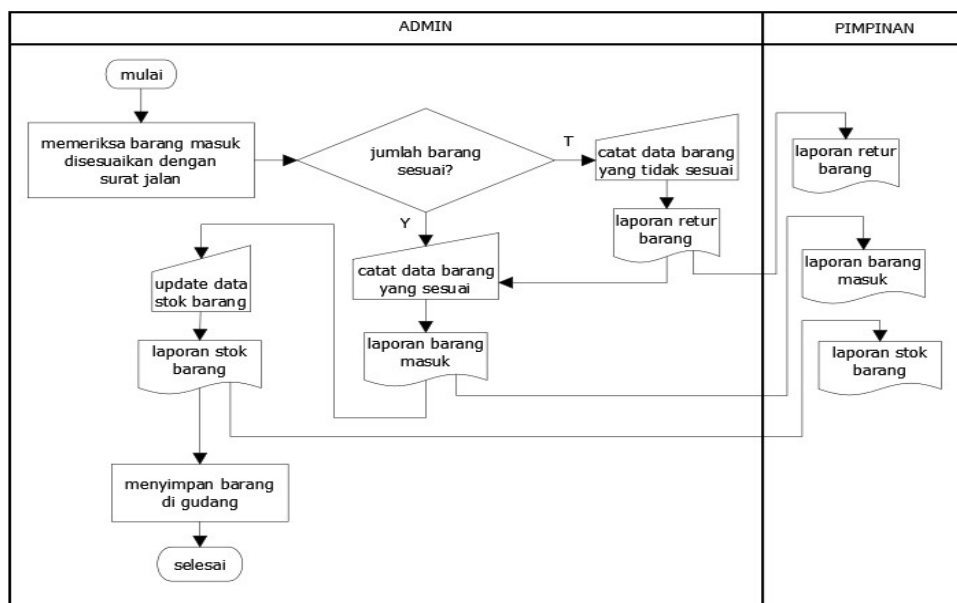 ADMIN
PIMPINAN
mulai
memeriksa barang masuk
disesuaikan dengan
surat jalan
jumlah barang
sesuai?
T
catat data barang
yang tidak sesuai
laporan retur
barang
Y
catat data barang
yang sesuai
laporan barang
masuk
update data
stok barang
laporan stok
barang
menyimpan barang
di gudang
selesai
laporan retur
barang
laporan barang
masuk
laporan stok
barang